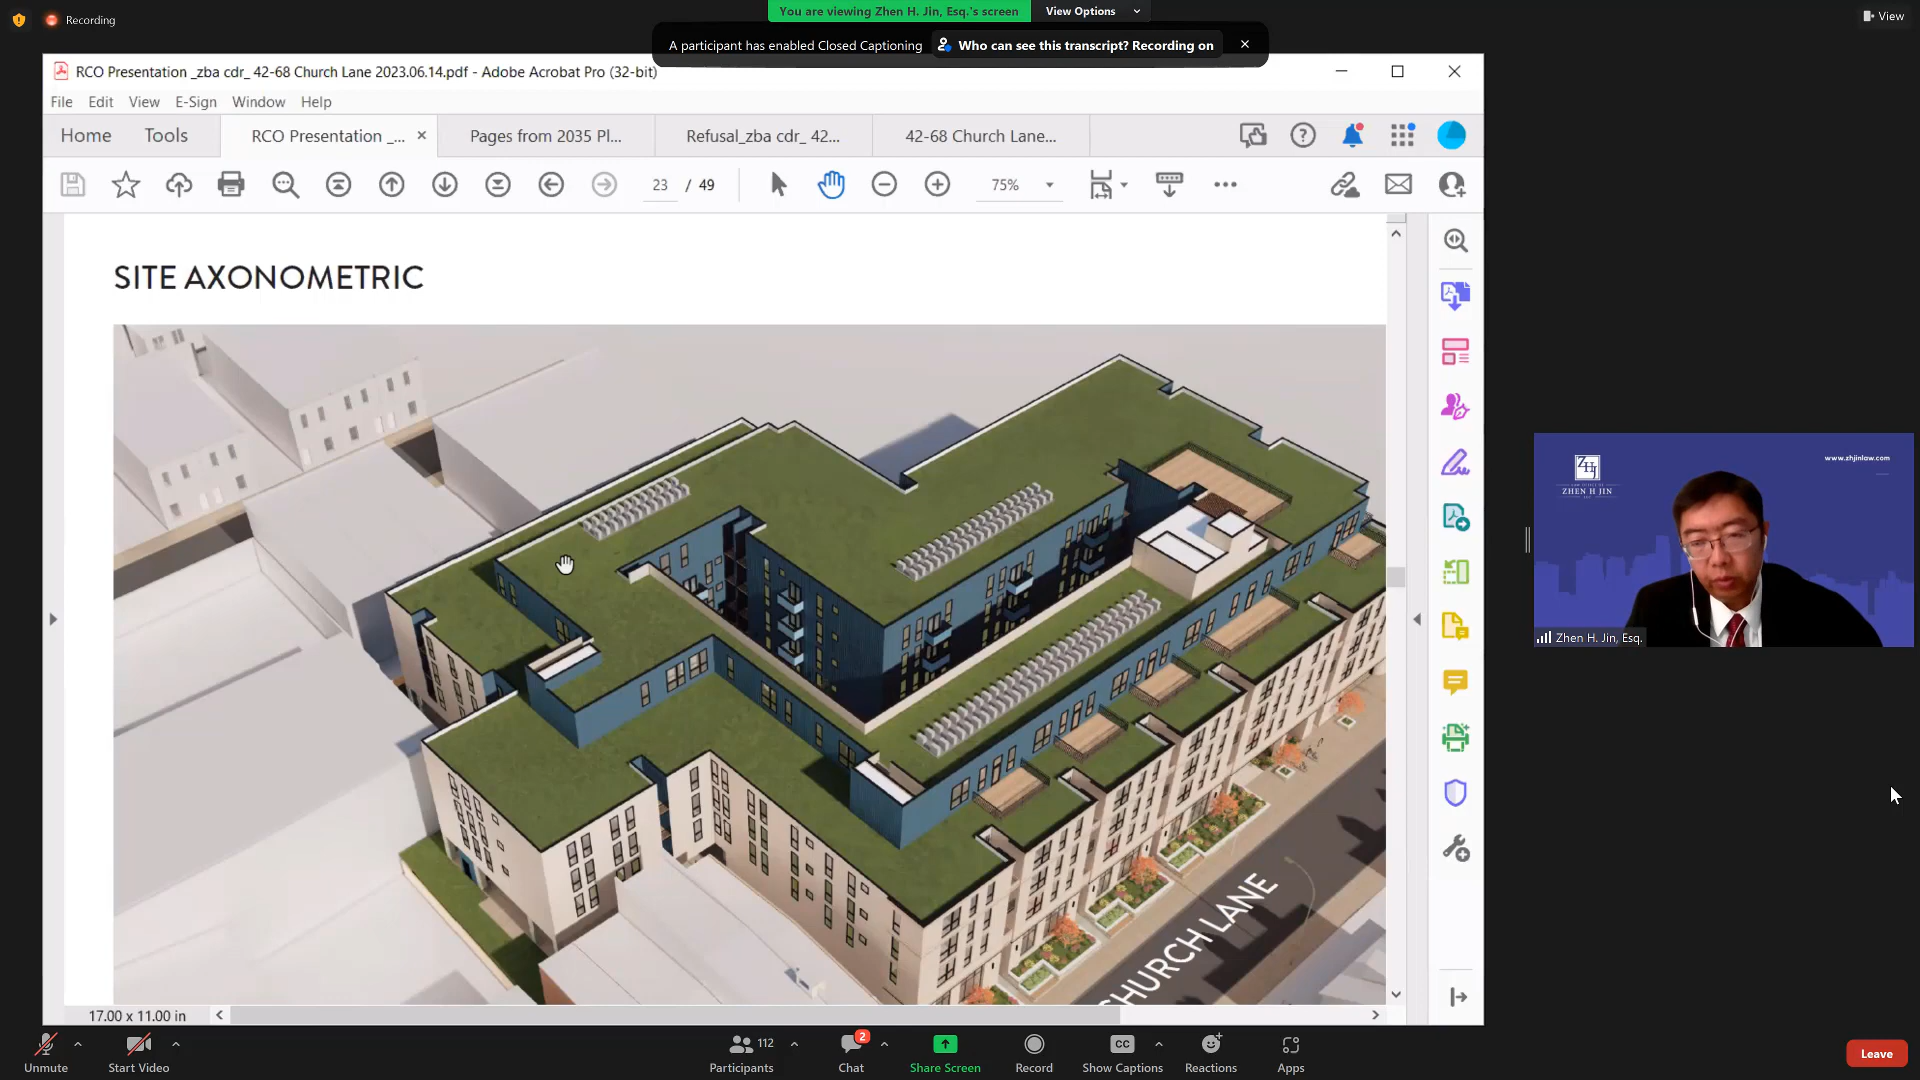 Recording
You are viewing Zhen H. Jin, Esq.'s screen
View Options
View
A participant has enabled Closed Captioning
Who can see this transcript? Recording on
RCO Presentation _zba cdr_ 42-68 Church Lane 2023.06.14.pdf - Adobe Acrobat Pro (32-bit)
File Edit View E-Sign Window Help
Home Tools RCO Presentation _... Pages from 2035 Pl... Refusal_zba cdr_ 42... 42-68 Church Lane...
23 / 49 75%
SITE AXONOMETRIC
CHURCH LANE
17.00 x 11.00 in
ZHJ
ZHEN H JIN
www.zhjinlaw.com
Zhen H. Jin, Esq.
Unmute
Start Video
112
Participants
2
Chat
Share Screen
Record
CC
Show Captions
Reactions
Apps
Leave